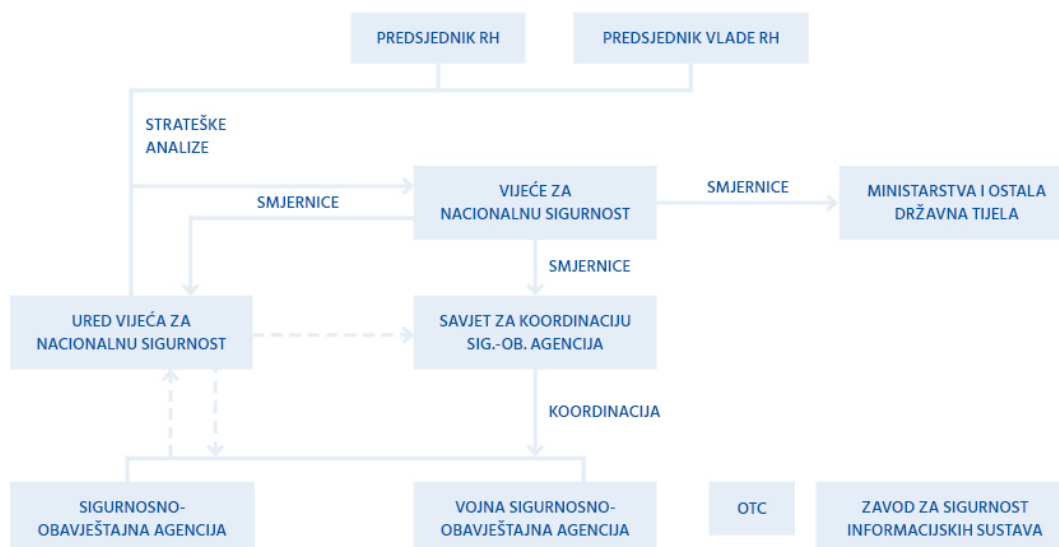 PREDSJEDNIK RH
PREDSJEDNIK VLADE RH
STRATEŠKE
ANALIZE
SMJERNICE
VIJEĆE ZA
NACIONALNU SIGURNOST
SMJERNICE
MINISTARSTVA I OSTALA
DRŽAVNA TIJELA
SMJERNICE
URED VIJEĆA ZA
NACIONALNU SIGURNOST
SAVJET ZA KOORDINACIJU
SIG.-OB. AGENCIJA
KOORDINACIJA
SIGURNOSNO-
OBAVJEŠTAJNA AGENCIJA
VOJNA SIGURNOSNO-
OBAVJEŠTAJNA AGENCIJA
OTC
ZAVOD ZA SIGURNOST
INFORMACIJSKIH SUSTAVA